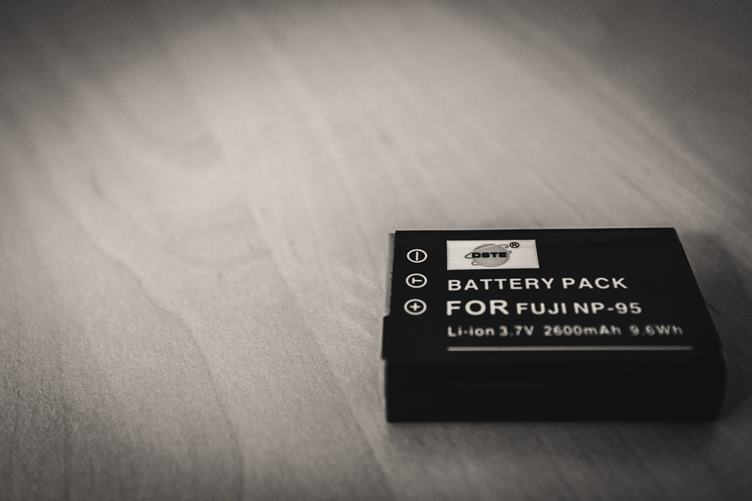 DSTE®
BATTERY PACK
FOR FUJI NP-95
Li-ion 3.7V 2600mAh 9.6Wh